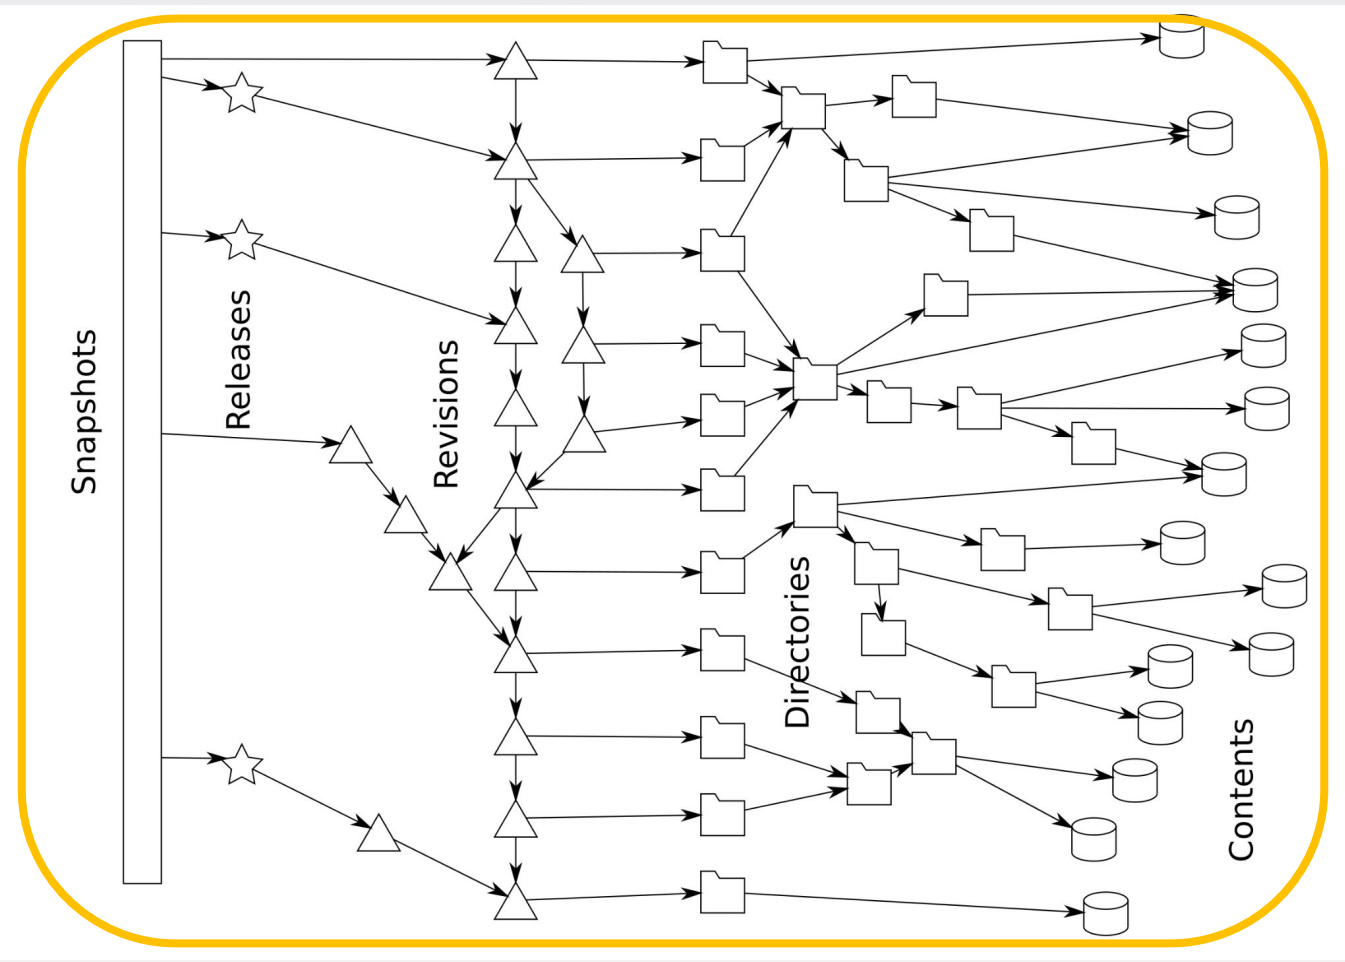 Snapshots
Releases
Revisions
Directories
Contents